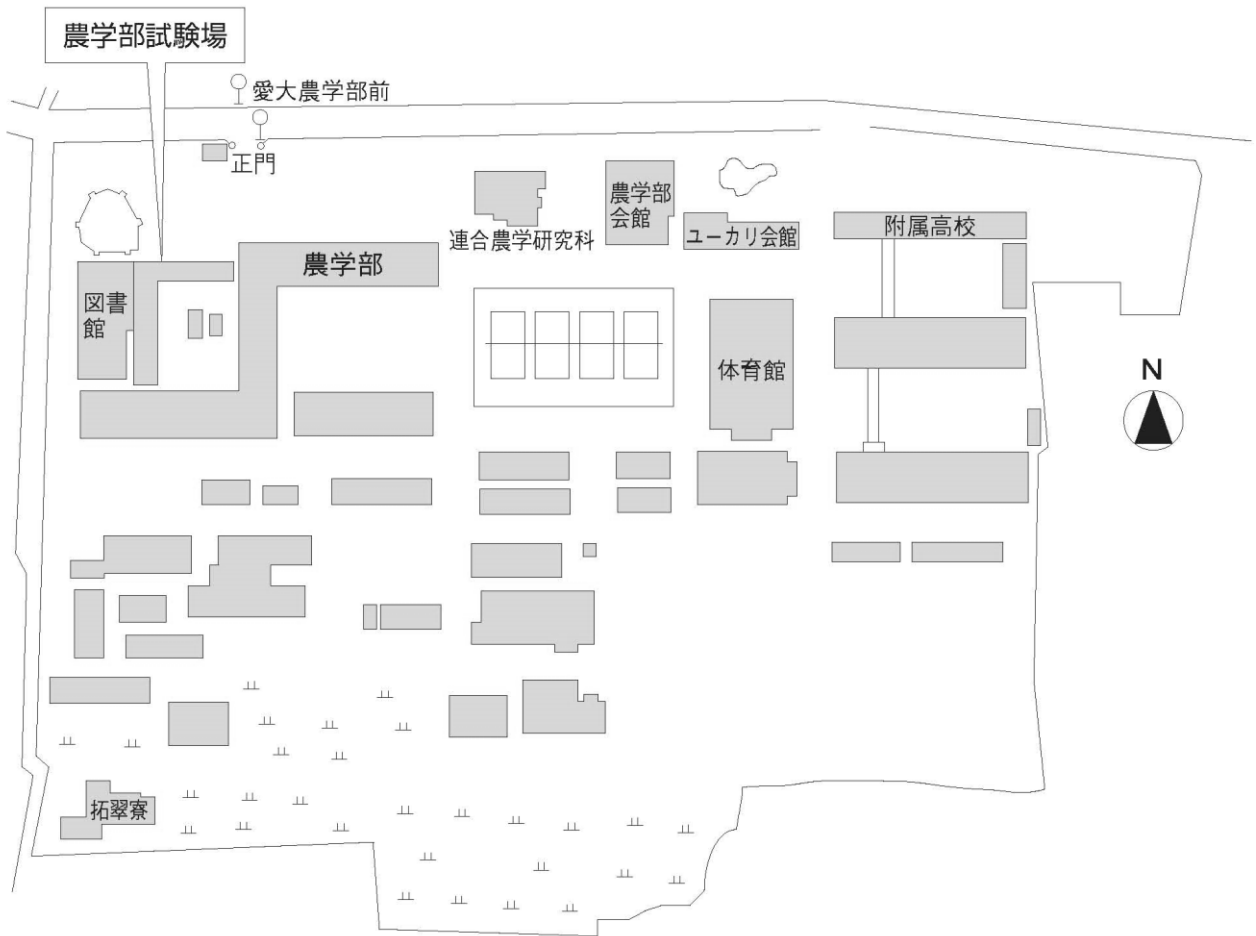 農学部試験場
愛大農学部前
正門
農学部
会館
連合農学研究科
ユーカリ会館
附属高校
農学部
図書
館
体育館
N
拓翠寮